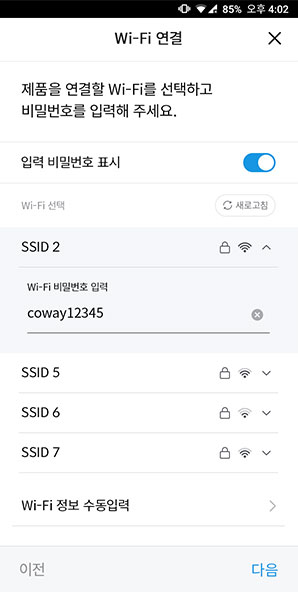 85% 오후 4:02
Wi-Fi 연결
제품을 연결할 Wi-Fi를 선택하고
비밀번호를 입력해 주세요.
입력 비밀번호 표시
Wi-Fi 선택 새로고침
SSID 2
Wi-Fi 비밀번호 입력
coway12345
SSID 5
SSID 6
SSID 7
Wi-Fi 정보 수동입력
이전 다음